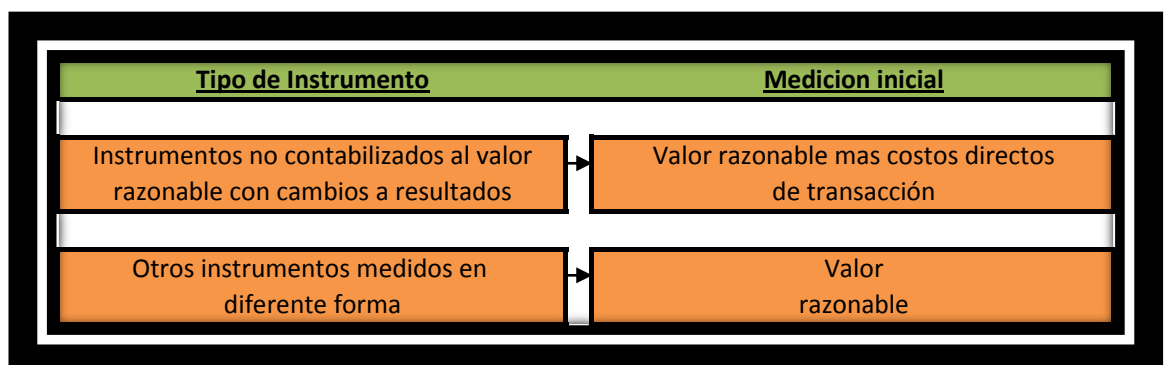 Tipo de Instrumento
Medicion inicial
Instrumentos no contabilizados al valor
razonable con cambios a resultados
Valor razonable mas costos directos
de transacción
Otros instrumentos medidos en
diferente forma
Valor
razonable